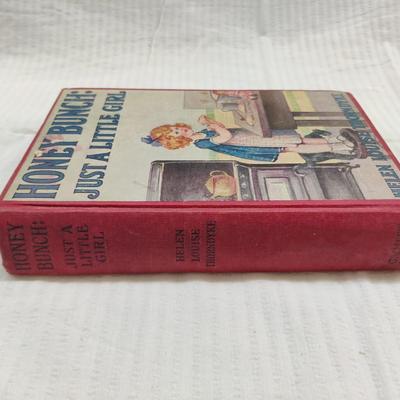 HONEY BUNCH:
JUST A LITTLE GIRL
HELEN LOUISE THORNDYKE
HONEY
BUNCH:
JUST A
LITTLE
GIRL
HELEN
LOUISE
THORNDYKE